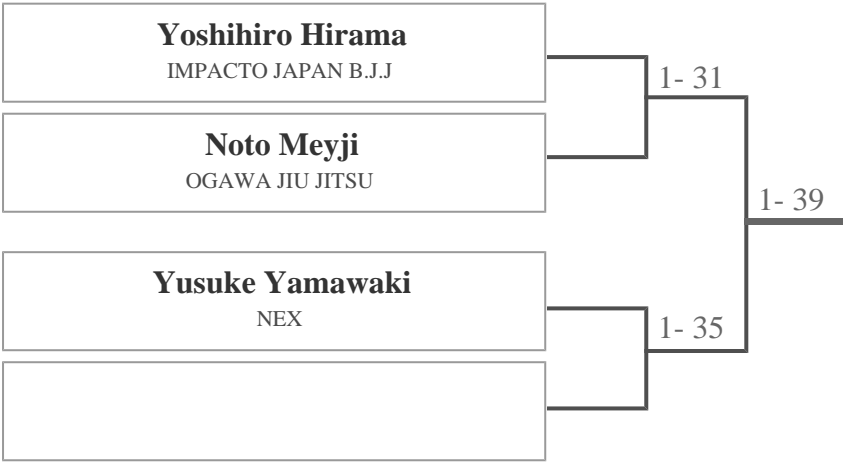 Yoshihiro Hirama
IMPACTO JAPAN B.J.J
1- 31
Noto Meyji
OGAWA JIU JITSU
1- 39
Yusuke Yamawaki
NEX
1- 35